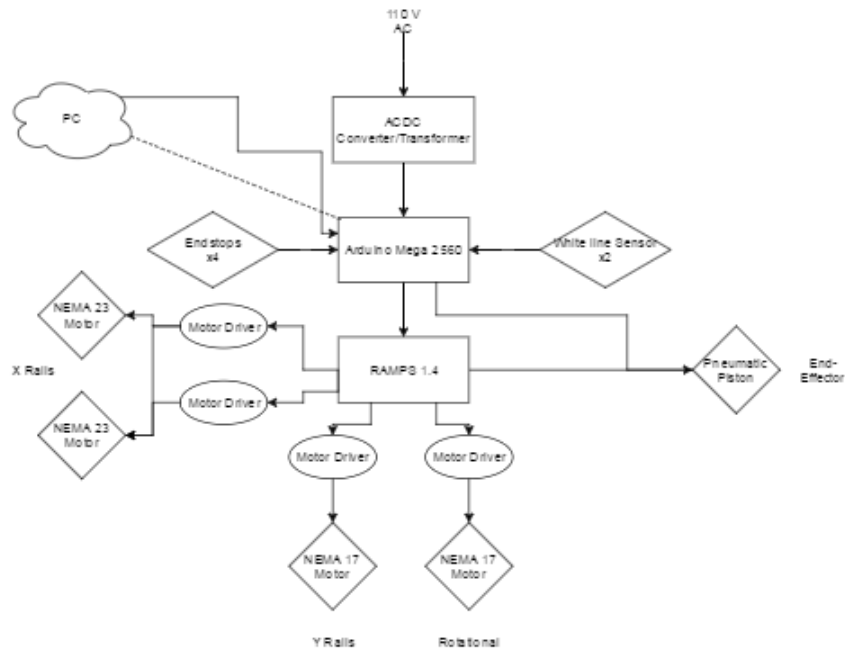 110 V
AC
PC
ACDC
Converter/Transformer
Endstops
x4
Arduino Mega 2560
White line Sensor
x2
NEMA 23
Motor
Motor Driver
X Rails
RAMPS 1.4
Pneumatic
Piston
End-
Effector
Motor Driver
NEMA 23
Motor
Motor Driver
Motor Driver
NEMA 17
Motor
NEMA 17
Motor
Y Rails
Rotational